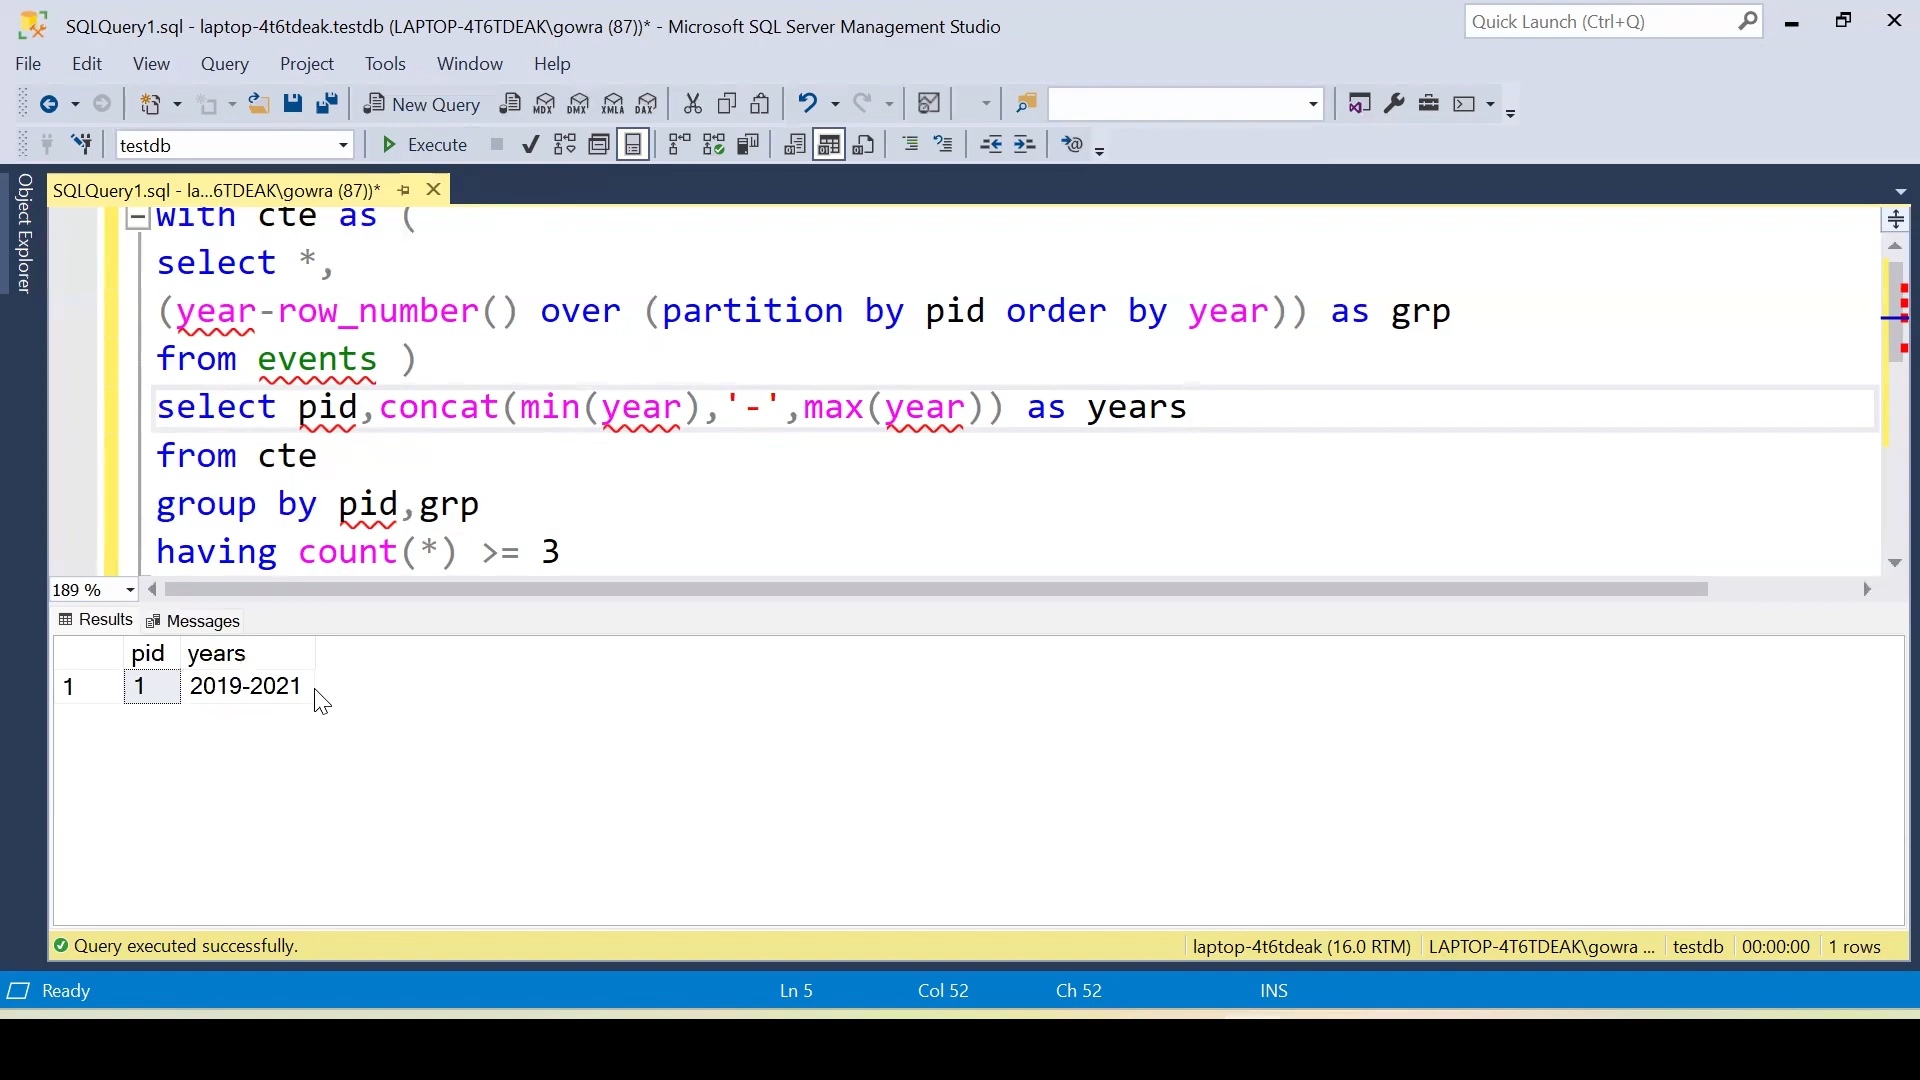 SQLQuery1.sql - laptop-4t6tdeak.testdb (LAPTOP-4T6TDEAK\gowra (87))* - Microsoft SQL Server Management Studio
Quick Launch (Ctrl+Q)
File Edit View Query Project Tools Window Help
New Query MDX DMX XMLA DAX
testdb Execute
Object Explorer
SQLQuery1.sql - la...6TDEAK\gowra (87))*
with cte as (
select *,
(year-row_number() over (partition by pid order by year)) as grp
from events )
select pid,concat(min(year),'-',max(year)) as years
from cte
group by pid,grp
having count(*) >= 3
189 %
Results Messages
pid years
1 1 2019-2021
Query executed successfully. laptop-4t6tdeak (16.0 RTM) LAPTOP-4T6TDEAK\gowra ... testdb 00:00:00 1 rows
Ready Ln 5 Col 52 Ch 52 INS